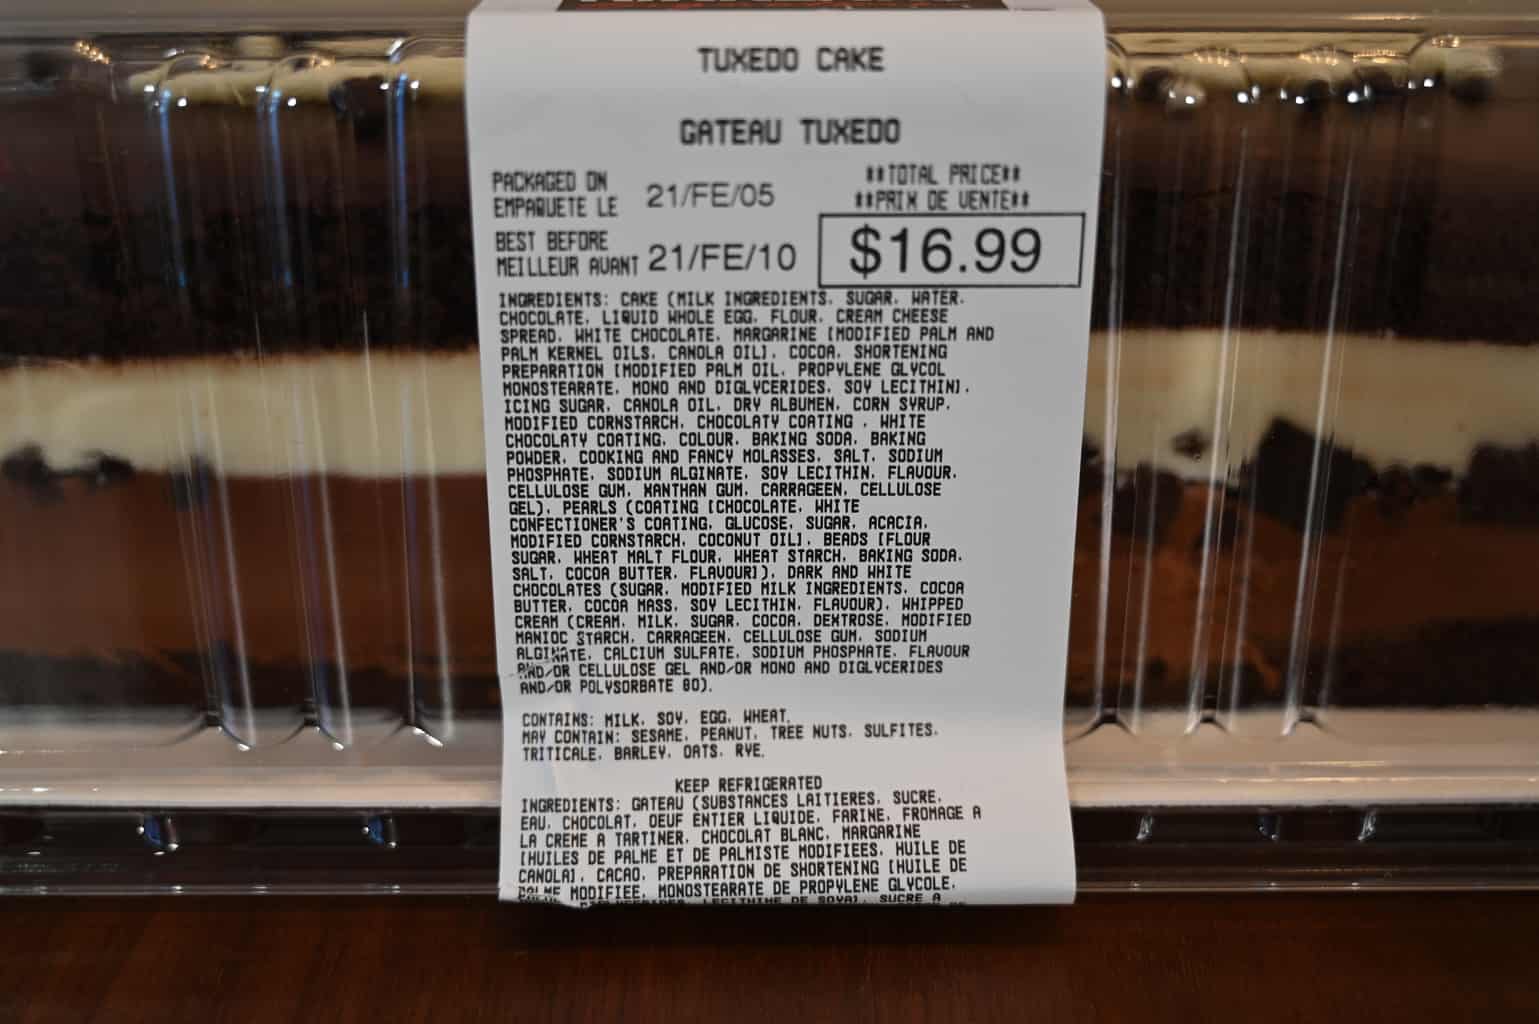 TUXEDO CAKE
GATEAU TUXEDO
PACKAGED ON
EMPAQUETE LE
21/FE/05
**TOTAL PRICE**
**PRIX DE VENTE**
BEST BEFORE
MEILLEUR AVANT
21/FE/10
$16.99
INGREDIENTS: CAKE (MILK INGREDIENTS, SUGAR, WATER,
CHOCOLATE, LIQUID WHOLE EGG, FLOUR, CREAM CHEESE
SPREAD, WHITE CHOCOLATE, MARGARINE [MODIFIED PALM AND
PALM KERNEL OILS, CANOLA OIL], COCOA, SHORTENING
PREPARATION [MODIFIED PALM OIL, PROPYLENE GLYCOL
MONOSTEARATE, MONO AND DIGLYCERIDES, SOY LECITHIN],
ICING SUGAR, CANOLA OIL, DRY ALBUMEN, CORN SYRUP,
MODIFIED CORNSTARCH, CHOCOLATY COATING , WHITE
CHOCOLATY COATING, COLOUR, BAKING SODA, BAKING
POWDER, COOKING AND FANCY MOLASSES, SALT, SODIUM
PHOSPHATE, SODIUM ALGINATE, SOY LECITHIN, FLAVOUR,
CELLULOSE GUM, XANTHAN GUM, CARRAGEEN, CELLULOSE
GEL), PEARLS (COATING [CHOCOLATE, WHITE
CONFECTIONER'S COATING, GLUCOSE, SUGAR, ACACIA,
MODIFIED CORNSTARCH, COCONUT OIL], BEADS [FLOUR
SUGAR, WHEAT MALT FLOUR, WHEAT STARCH, BAKING SODA,
SALT, COCOA BUTTER, FLAVOUR]), DARK AND WHITE
CHOCOLATES (SUGAR, MODIFIED MILK INGREDIENTS, COCOA
BUTTER, COCOA MASS, SOY LECITHIN, FLAVOUR), WHIPPED
CREAM (CREAM, MILK, SUGAR, COCOA, DEXTROSE, MODIFIED
MANIOC STARCH, CARRAGEEN, CELLULOSE GUM, SODIUM
ALGINATE, CALCIUM SULFATE, SODIUM PHOSPHATE, FLAVOUR
AND/OR CELLULOSE GEL AND/OR MONO AND DIGLYCERIDES
AND/OR POLYSORBATE 80).
CONTAINS: MILK, SOY, EGG, WHEAT.
MAY CONTAIN: SESAME, PEANUT, TREE NUTS, SULFITES,
TRITICALE, BARLEY, OATS, RYE.
KEEP REFRIGERATED
INGREDIENTS: GATEAU (SUBSTANCES LAITIERES, SUCRE,
EAU, CHOCOLAT, OEUF ENTIER LIQUIDE, FARINE, FROMAGE A
LA CREME A TARTINER, CHOCOLAT BLANC, MARGARINE
[HUILES DE PALME ET DE PALMISTE MODIFIEES, HUILE DE
CANOLA], CACAO, PREPARATION DE SHORTENING [HUILE DE
PALME MODIFIEE, MONOSTEARATE DE PROPYLENE GLYCOLE,
LECITHINE DE SOYA], SUCRE A